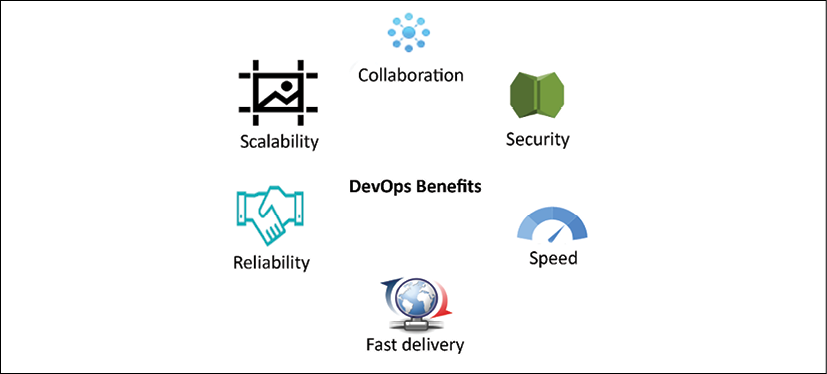 Collaboration
Scalability
Security
DevOps Benefits
Reliability
Speed
Fast delivery